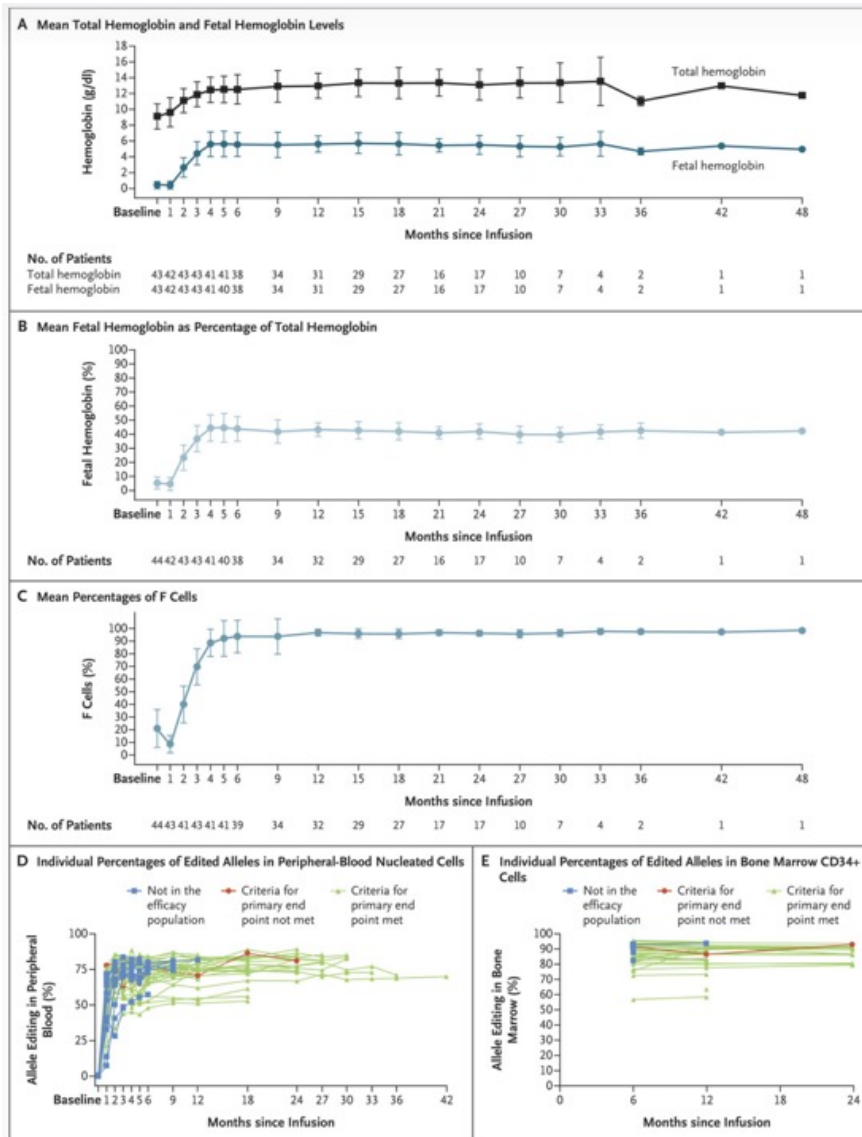 A Mean Total Hemoglobin and Fetal Hemoglobin Levels
Hemoglobin (g/dl)
18
16
14
12
10
8
6
4
2
0
Total hemoglobin
Fetal hemoglobin
Baseline 1 2 3 4 5 6 9 12 15 18 21 24 27 30 33 36 42 48
Months since Infusion
No. of Patients
Total hemoglobin 43 42 43 43 41 41 38 34 31 29 27 16 17 10 7 4 2 1 1
Fetal hemoglobin 43 42 43 43 41 40 38 34 31 29 27 16 17 10 7 4 2 1 1
B Mean Fetal Hemoglobin as Percentage of Total Hemoglobin
Fetal Hemoglobin (%)
100
90
80
70
60
50
40
30
20
10
0
Baseline 1 2 3 4 5 6 9 12 15 18 21 24 27 30 33 36 42 48
Months since Infusion
No. of Patients 44 42 43 43 41 40 38 34 32 29 27 16 17 10 7 4 2 1 1
C Mean Percentages of F Cells
F Cells (%)
100
90
80
70
60
50
40
30
20
10
0
Baseline 1 2 3 4 5 6 9 12 15 18 21 24 27 30 33 36 42 48
Months since Infusion
No. of Patients 44 43 41 43 41 41 39 34 32 29 27 17 17 10 7 4 2 1 1
D Individual Percentages of Edited Alleles in Peripheral-Blood Nucleated Cells
Not in the efficacy population
Criteria for primary end point not met
Criteria for primary end point met
Allele Editing in Peripheral Blood (%)
100
75
50
25
0
Baseline 1 2 3 4 5 6 9 12 18 24 27 30 33 36 42
Months since Infusion
E Individual Percentages of Edited Alleles in Bone Marrow CD34+
Cells
Not in the efficacy population
Criteria for primary end point not met
Criteria for primary end point met
Allele Editing in Bone Marrow (%)
100
90
80
70
60
50
40
30
20
10
0
0 6 12 24
Months since Infusion